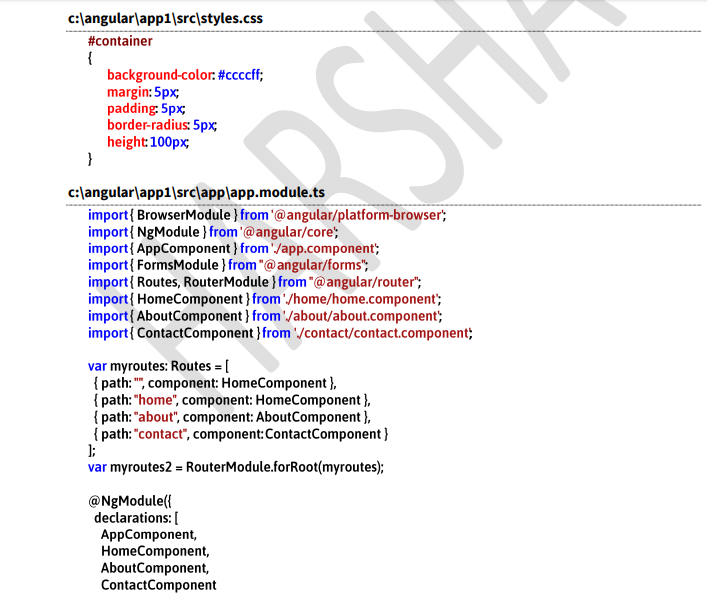 c:\angular\app1\src\styles.css
#container
{
background-color: #ccccff;
margin: 5px;
padding: 5px;
border-radius: 5px;
height: 100px;
}
c:\angular\app1\src\app\app.module.ts
import { BrowserModule } from '@angular/platform-browser';
import { NgModule } from '@angular/core';
import { AppComponent } from './app.component';
import { FormsModule } from "@angular/forms";
import { Routes, RouterModule } from "@angular/router";
import { HomeComponent } from './home/home.component';
import { AboutComponent } from './about/about.component';
import { ContactComponent } from './contact/contact.component';
var myroutes: Routes = [
{ path: "", component: HomeComponent },
{ path: "home", component: HomeComponent },
{ path: "about", component: AboutComponent },
{ path: "contact", component: ContactComponent }
];
var myroutes2 = RouterModule.forRoot(myroutes);
@NgModule({
declarations: [
AppComponent,
HomeComponent,
AboutComponent,
ContactComponent
HARSHA